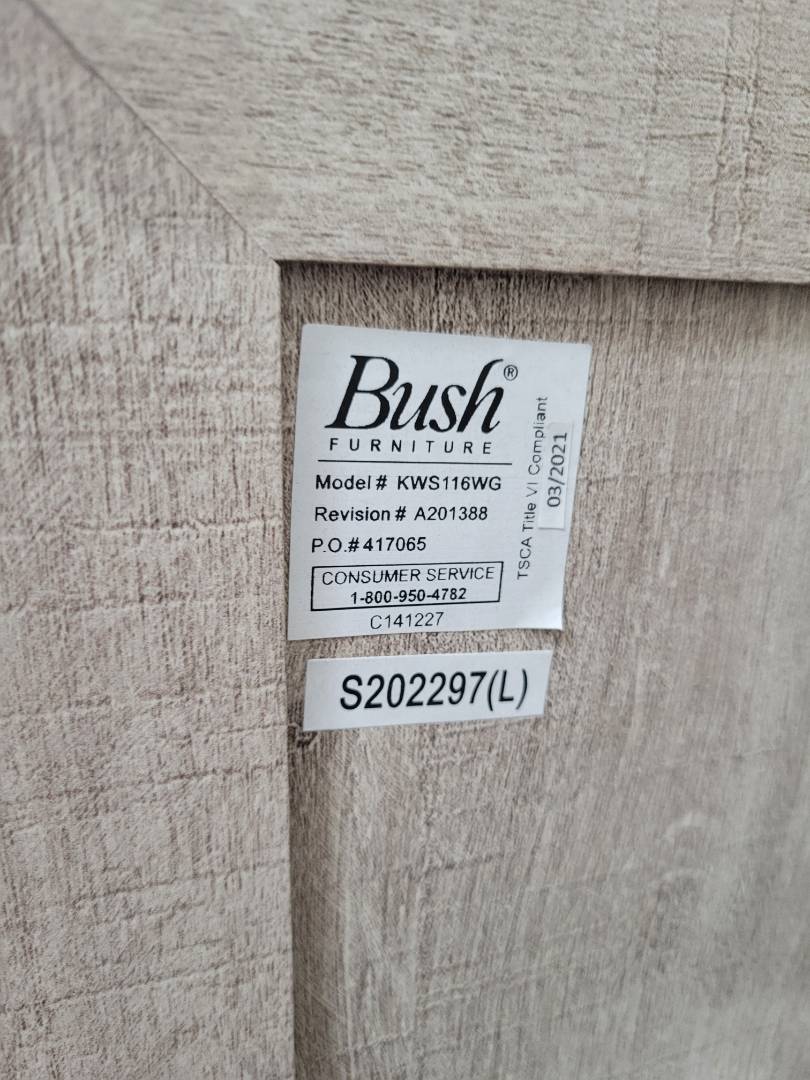 Bush®
FURNITURE
Model # KWS116WG
Revision # A201388
P.O.# 417065
CONSUMER SERVICE
1-800-950-4782
C141227
TSCA Title VI Compliant
03/2021
S202297(L)